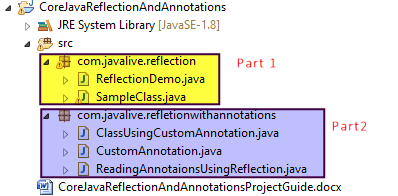 CoreJavaReflectionAndAnnotations
JRE System Library [JavaSE-1.8]
src
com.javalive.reflection
Part 1
ReflectionDemo.java
SampleClass.java
com.javalive.refletionwithannotations
ClassUsingCustomAnnotation.java
Part2
CustomAnnotation.java
ReadingAnnotaionsUsingReflection.java
CoreJavaReflectionAndAnnotationsProjectGuide.docx